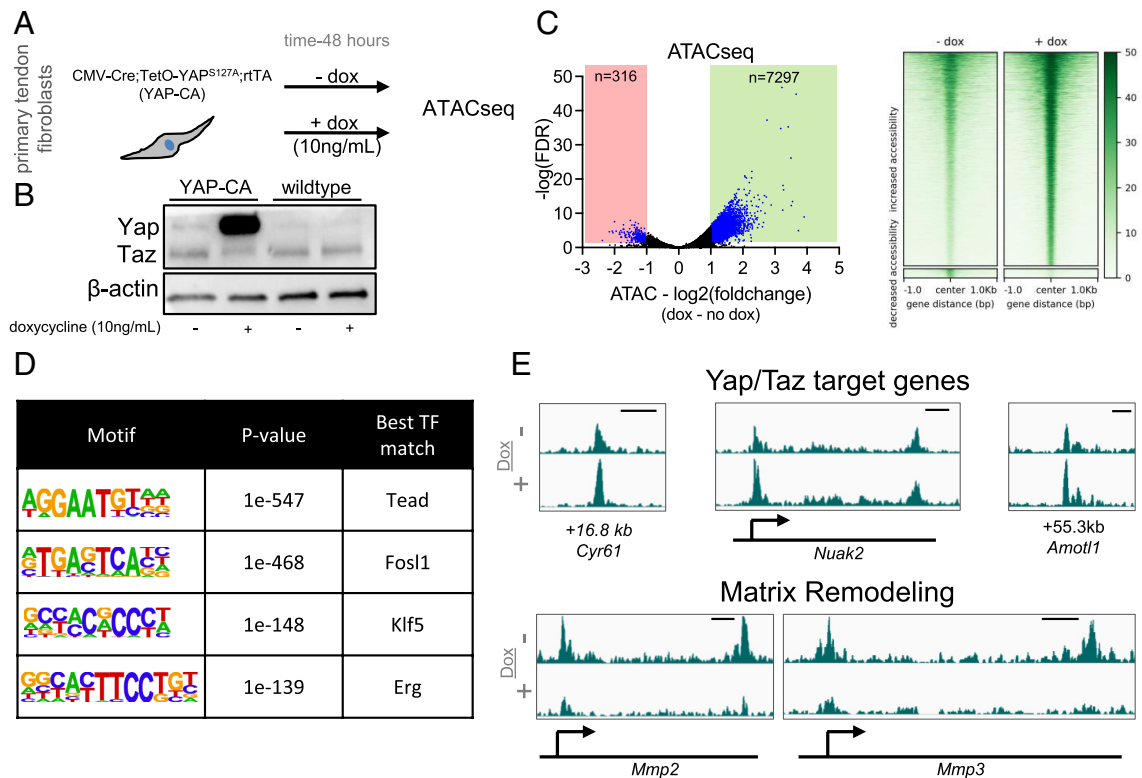 A
primary tendon
fibroblasts
time-48 hours
CMV-Cre;TetO-YAPS127A;rtTA
(YAP-CA)
- dox
+ dox
(10ng/mL)
ATACseq
B
YAP-CA wildtype
Yap
Taz
β-actin
doxycycline (10ng/mL) - + - +
C
ATACseq
n=316 n=7297
-log(FDR)
50
40
30
20
10
0
-3 -2 -1 0 1 2 3 4 5
ATAC - log2(foldchange)
(dox - no dox)
- dox + dox
decreased accessibility increased accessibility
50
40
30
20
10
0
-1.0 center 1.0Kb -1.0 center 1.0Kb
gene distance (bp) gene distance (bp)
D
Motif P-value Best TF
match
AGGAATGTAA 1e-547 Tead
ATGAGTCATC 1e-468 Fosl1
GCCACGCCCT 1e-148 Klf5
GGCACTTCCTGT 1e-139 Erg
E
Yap/Taz target genes
Dox - +
+16.8 kb
Cyr61
Nuak2
+55.3kb
Amotl1
Matrix Remodeling
Dox - +
Mmp2
Mmp3